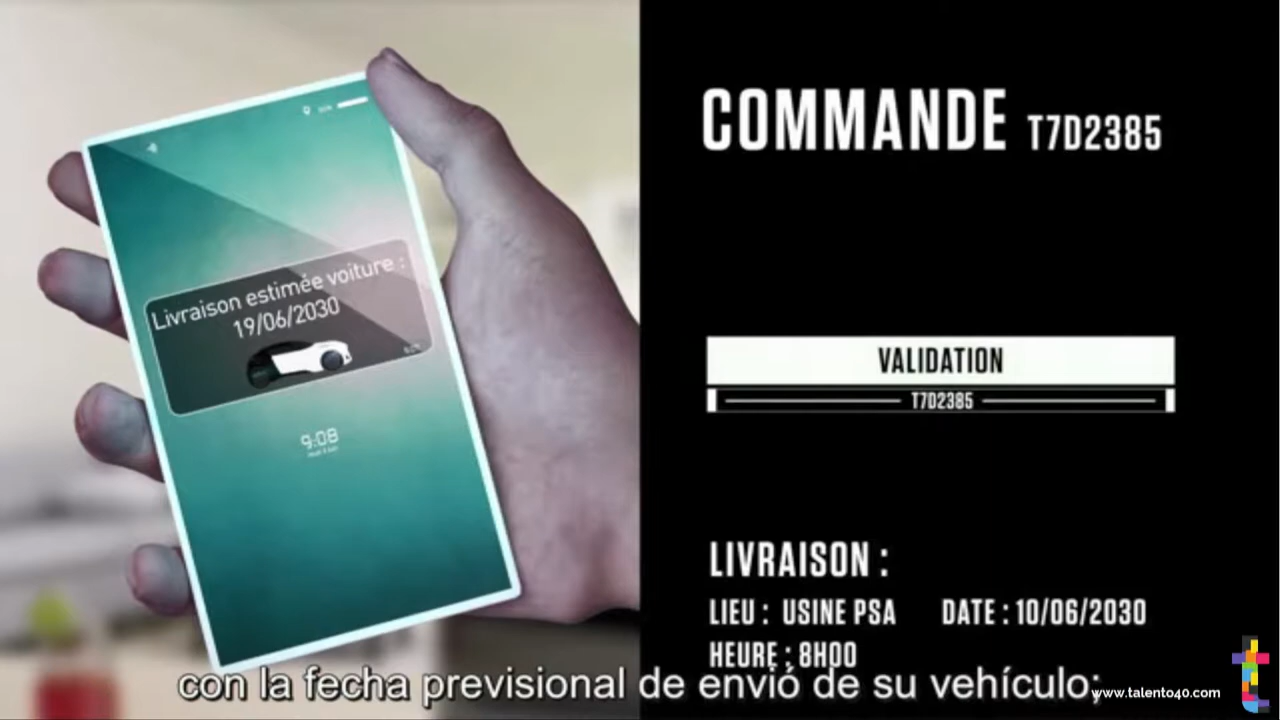 Livraison estimée voiture :
19/06/2030
9:08
COMMANDE T7D2385
VALIDATION
T7D2385
LIVRAISON :
LIEU : USINE PSA DATE : 10/06/2030
HEURE : 8H00
con la fecha previsional de envió de su vehículo;
www.talento40.com